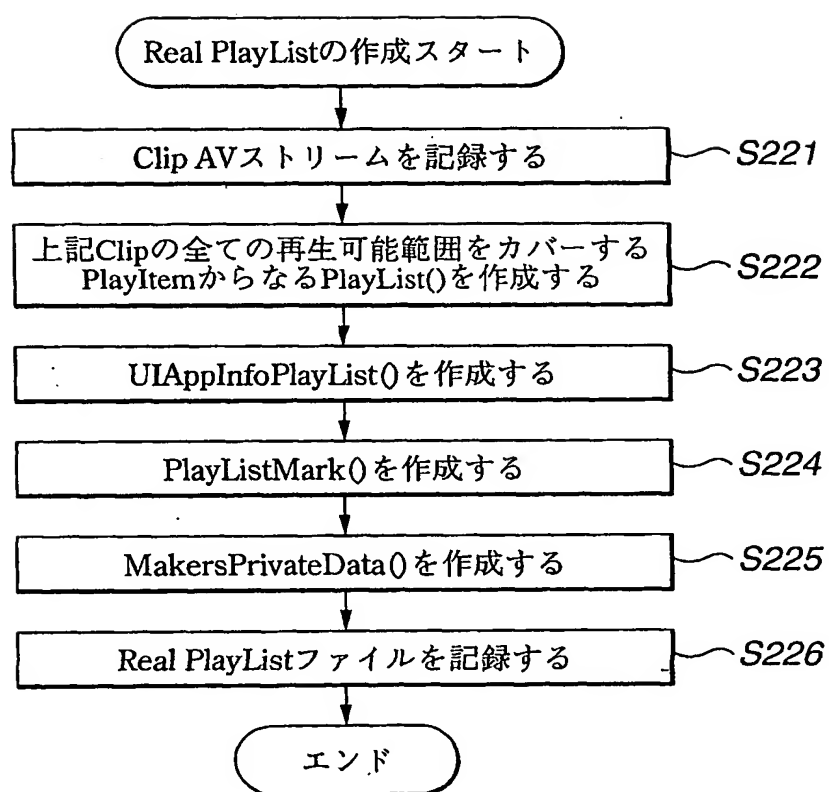 Real PlayListの作成スタート
Clip AVストリームを記録する
S221
上記Clipの全ての再生可能範囲をカバーする
PlayItemからなるPlayList()を作成する
S222
UIAppInfoPlayList()を作成する
S223
PlayListMark()を作成する
S224
MakersPrivateData()を作成する
S225
Real PlayListファイルを記録する
S226
エンド